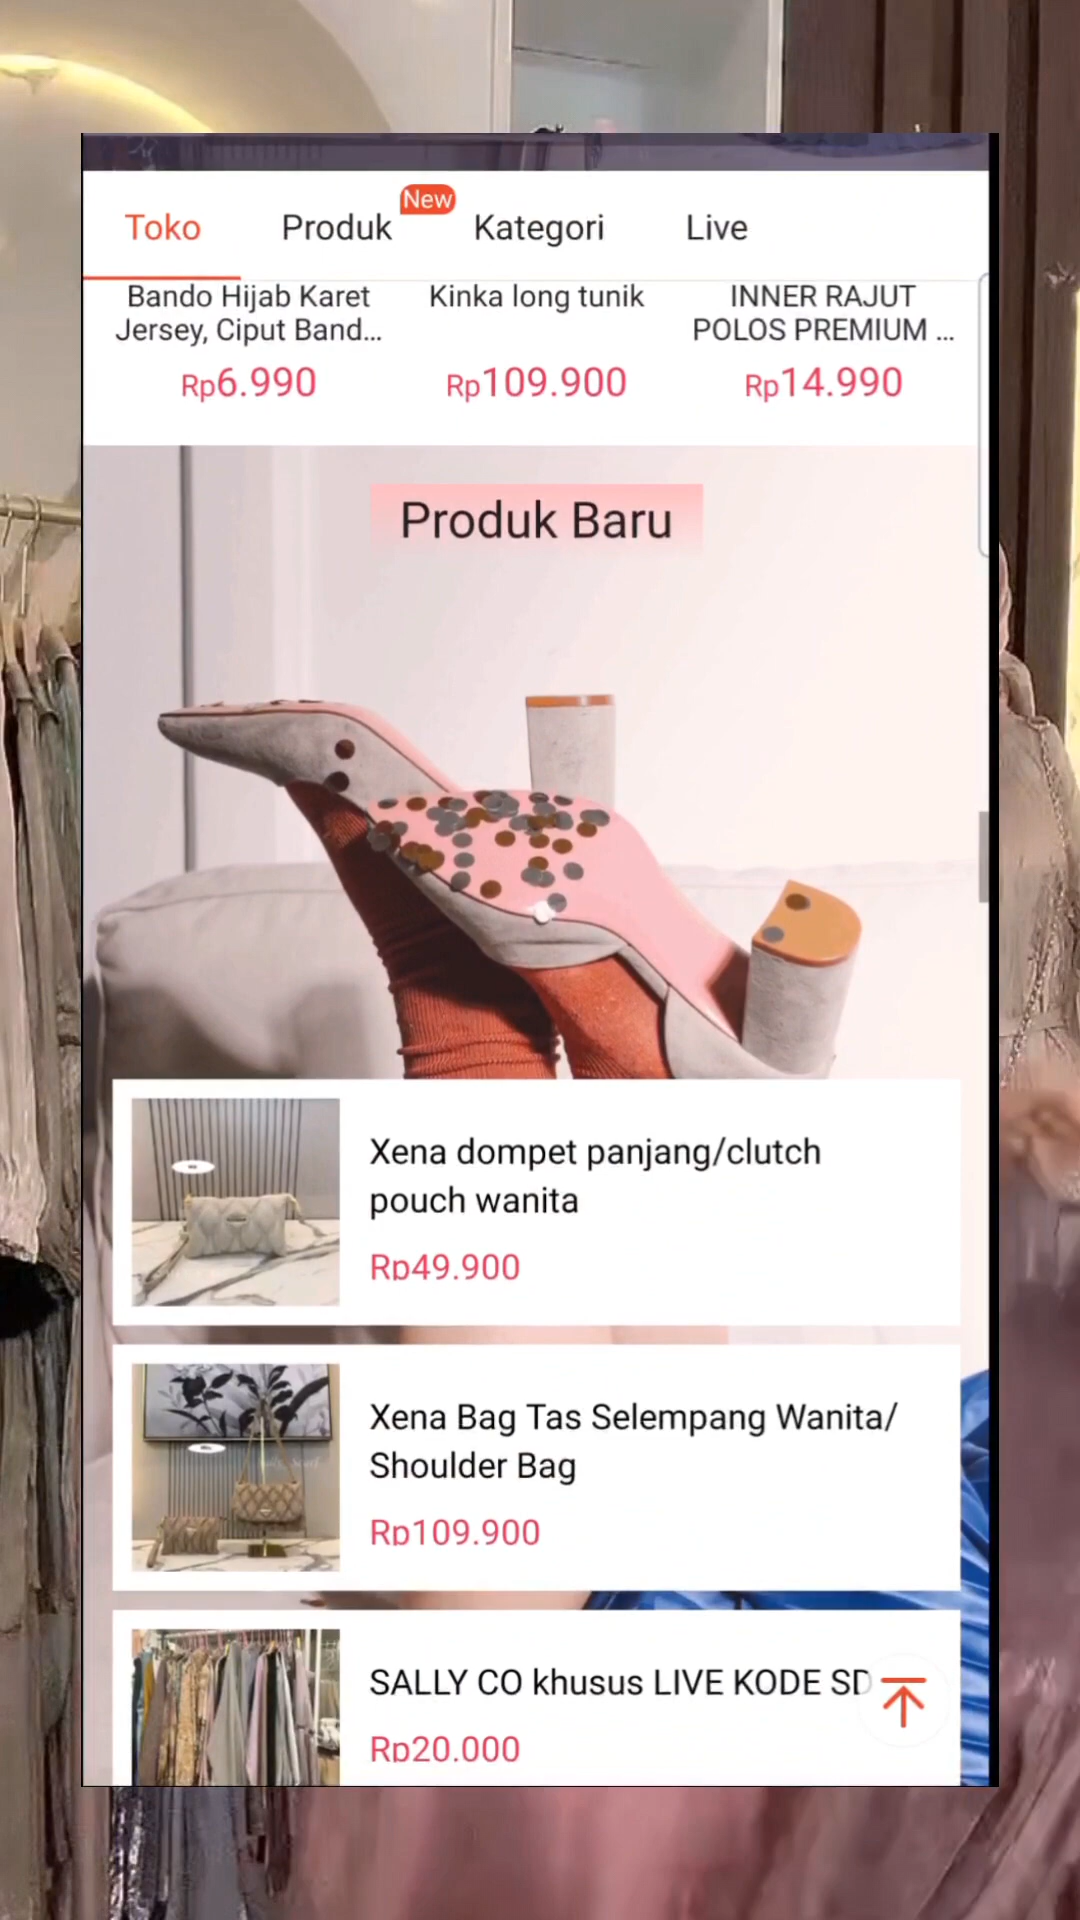 Toko
Produk
New
Kategori
Live
Bando Hijab Karet
Jersey, Ciput Band...
Rp6.990
Kinka long tunik
Rp109.900
INNER RAJUT
POLOS PREMIUM ...
Rp14.990
Produk Baru
Xena dompet panjang/clutch
pouch wanita
Rp49.900
Xena Bag Tas Selempang Wanita/
Shoulder Bag
Rp109.900
SALLY CO khusus LIVE KODE SD
Rp20.000